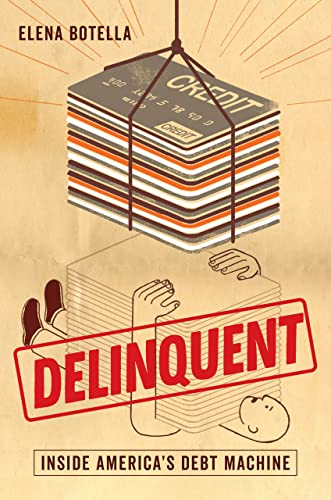 ELENA BOTELLA
CREDIT
CREDIT
DELINQUENT
INSIDE AMERICA'S DEBT MACHINE